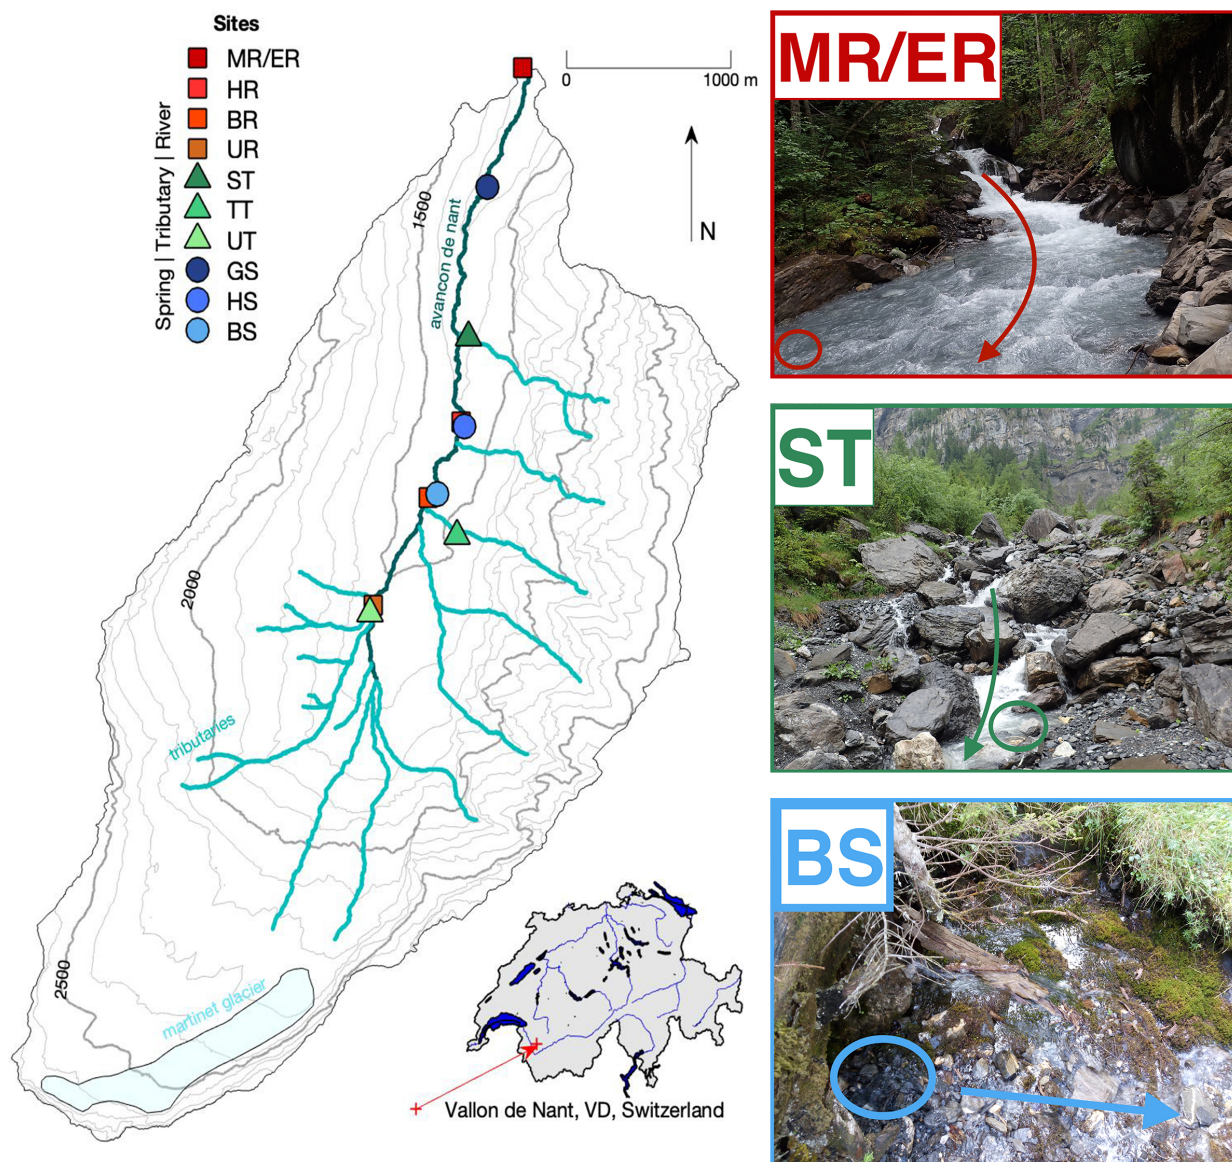 Sites
MR/ER
HR
BR
UR
ST
TT
UT
GS
HS
BS
Spring | Tributary | River
0
1000 m
N
1500
avancon de nant
2000
tributaries
2500
martinet glacier
Vallon de Nant, VD, Switzerland
MR/ER
ST
BS